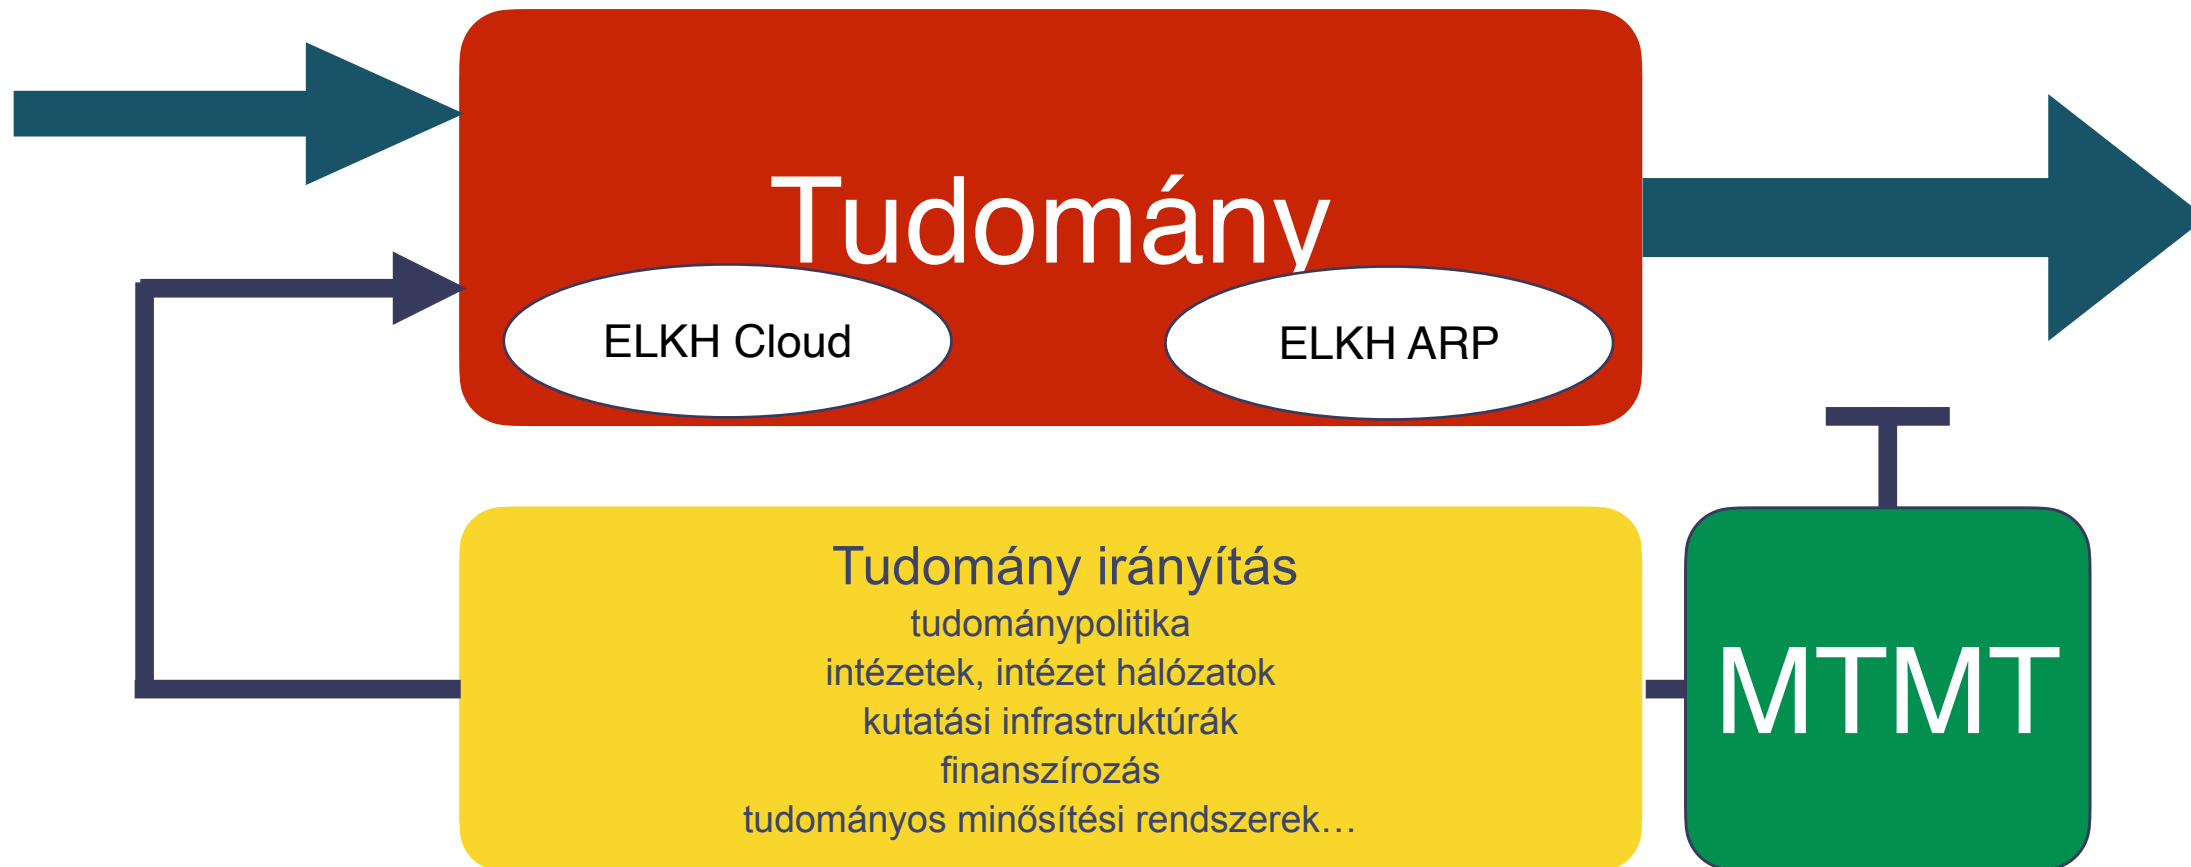 Tudomány
ELKH Cloud
ELKH ARP
Tudomány irányítás
tudománypolitika
intézetek, intézet hálózatok
kutatási infrastruktúrák
finanszírozás
tudományos minősítési rendszerek…
MTMT